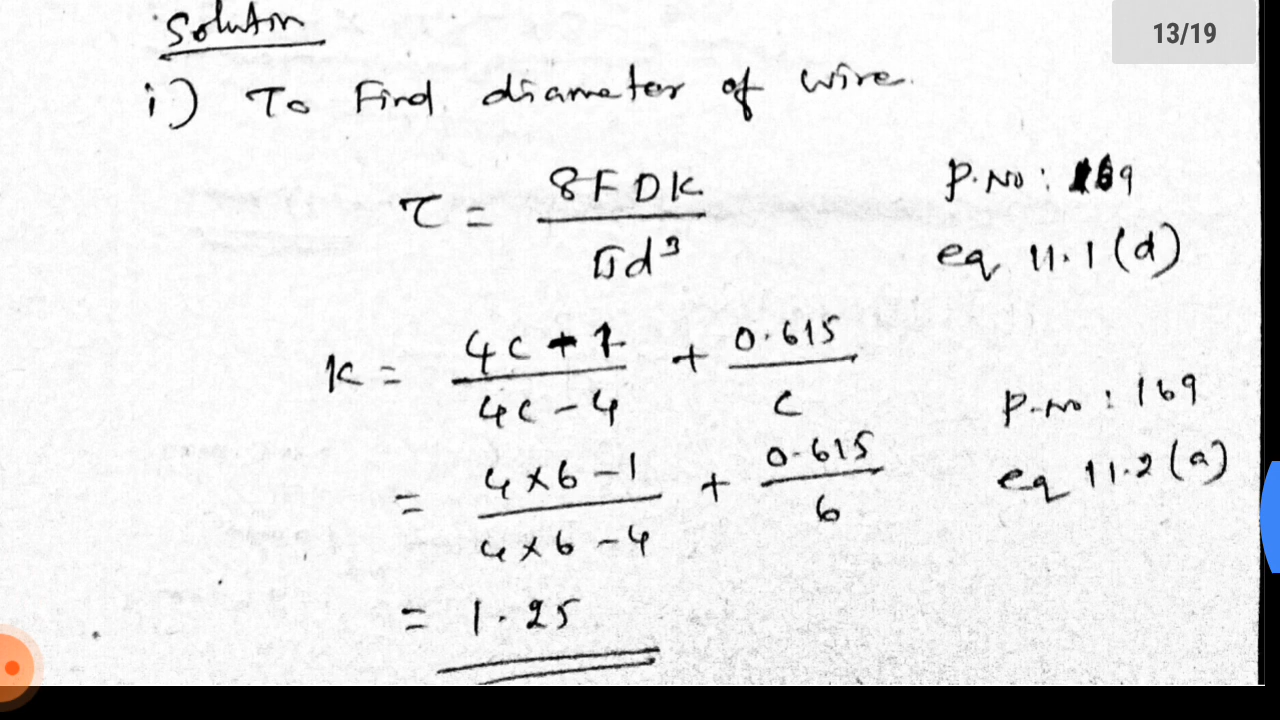 13/19
Solution
i) To Find diameter of wire.
τ = 8FDK / πd³
P.No: 169
eq 11.1(d)
K = 4C + 1 / 4C - 4 + 0.615 / C
P.No: 169
eq 11.2(a)
= 4×6-1 / 4×6-4 + 0.615 / 6
= 1.25